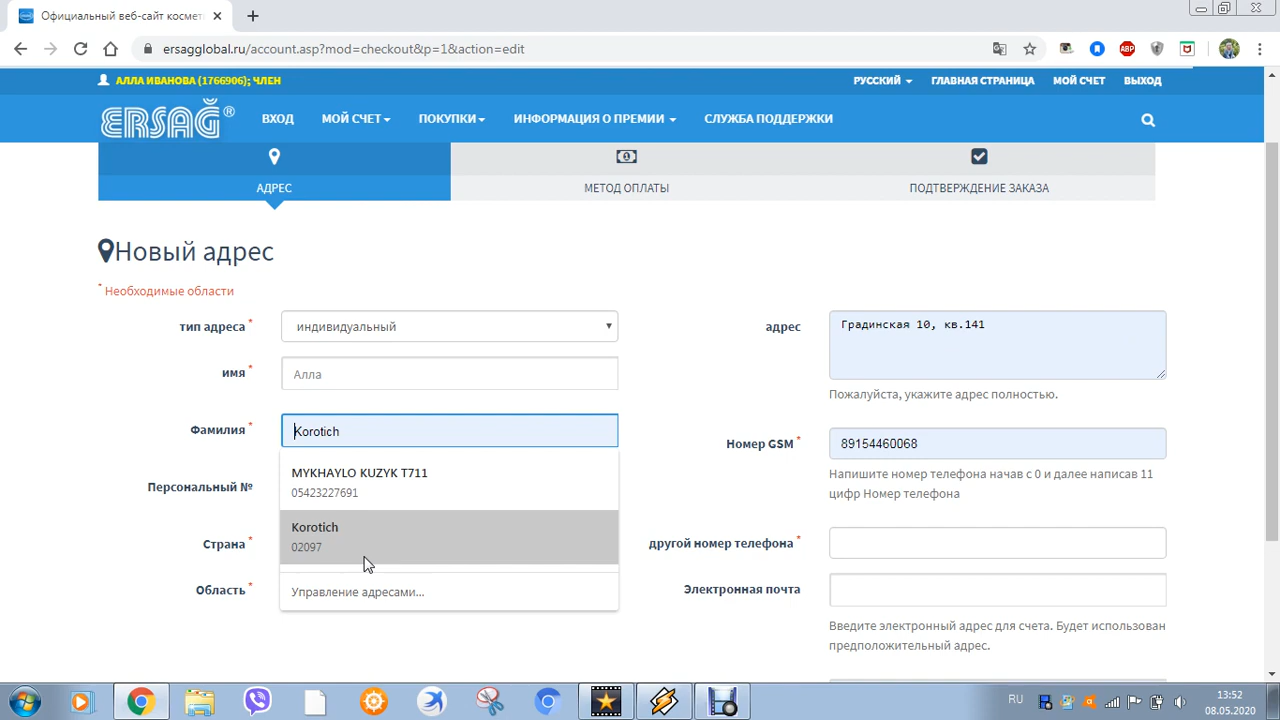 Официальный веб-сайт космет
ersagglobal.ru/account.asp?mod=checkout&p=1&action=edit
ABP
АЛЛА ИВАНОВА (1766906); ЧЛЕН
РУССКИЙ
ГЛАВНАЯ СТРАНИЦА
МОЙ СЧЕТ
ВЫХОД
ERSAĞ®
ВХОД
МОЙ СЧЕТ
ПОКУПКИ
ИНФОРМАЦИЯ О ПРЕМИИ
СЛУЖБА ПОДДЕРЖКИ
АДРЕС
МЕТОД ОПЛАТЫ
ПОДТВЕРЖДЕНИЕ ЗАКАЗА
Новый адрес
* Необходимые области
тип адреса *
индивидуальный
имя *
Алла
Фамилия *
Korotich
MYKHAYLO KUZYK T711
05423227691
Персональный №
Korotich
02097
Страна *
Область *
Управление адресами...
адрес
Градинская 10, кв.141
Пожалуйста, укажите адрес полностью.
Номер GSM *
89154460068
Напишите номер телефона начав с 0 и далее написав 11
цифр Номер телефона
другой номер телефона *
Электронная почта
Введите электронный адрес для счета. Будет использован
предположительный адрес.
RU
13:52
08.05.2020